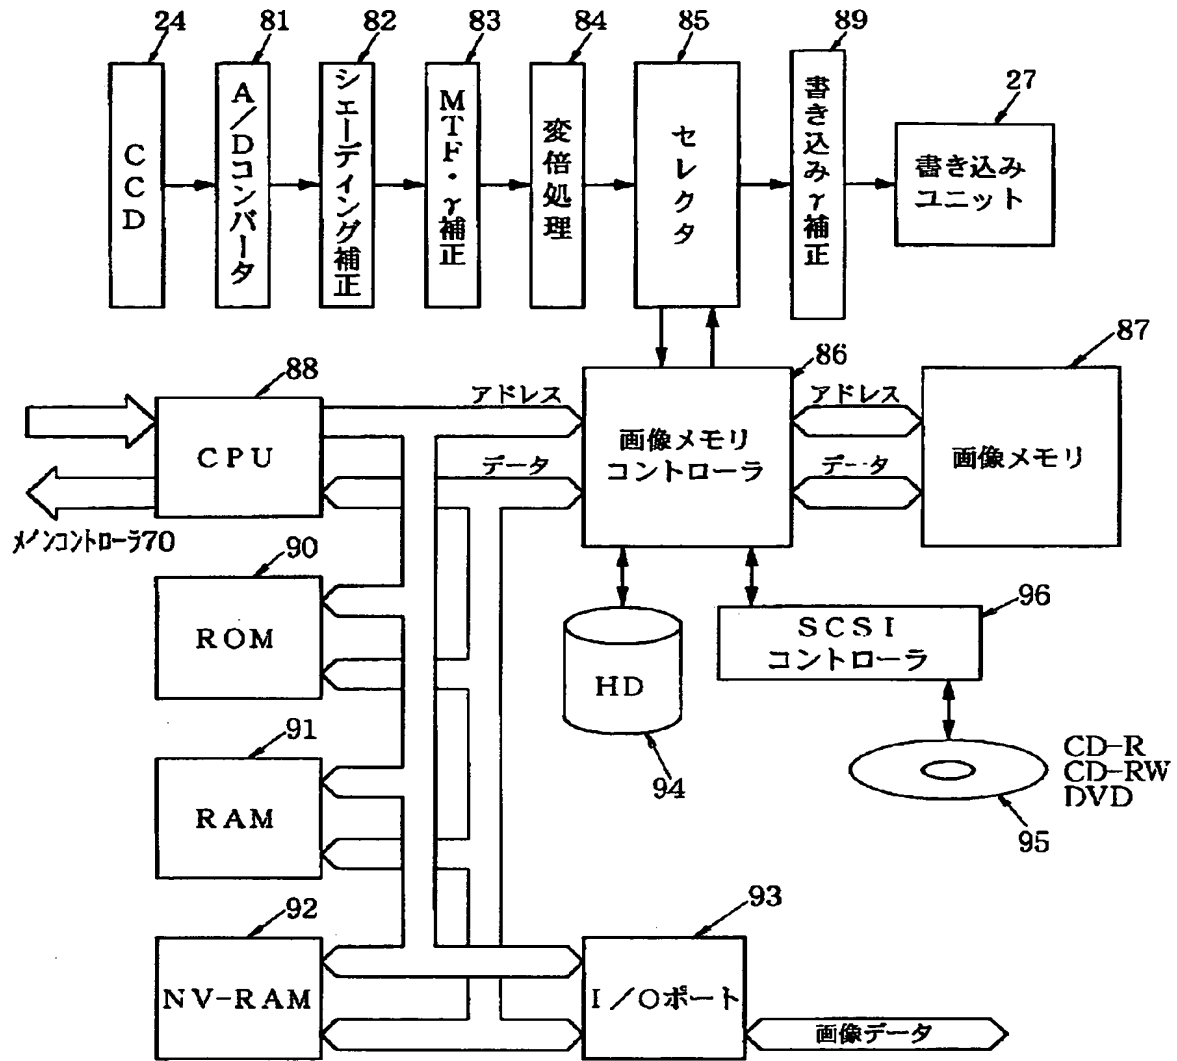 24
81
82
83
84
85
89
27
CCD
A/Dコンバータ
シェーディング補正
MTF・γ補正
変倍処理
セレクタ
書き込みγ補正
書き込み
ユニット
88
86
87
アドレス
アドレス
CPU
画像メモリ
コントローラ
画像メモリ
データ
データ
メインコントローラ70
90
ROM
96
SCSI
コントローラ
HD
94
91
RAM
CD-R
CD-RW
DVD
95
92
93
NV-RAM
I/Oポート
画像データ